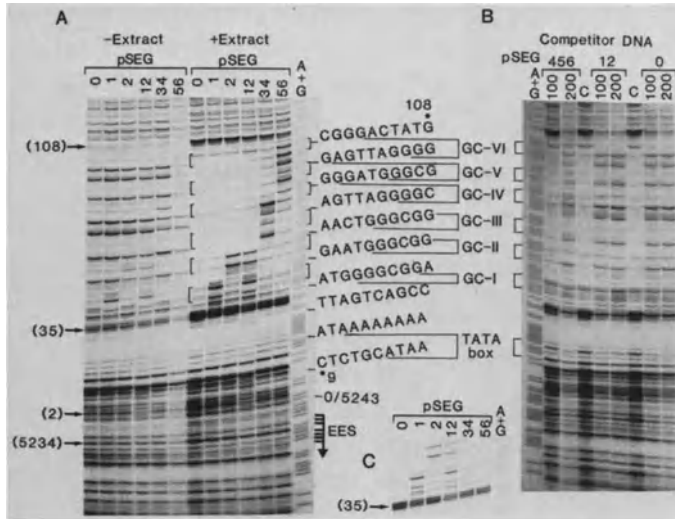 A
B
−Extract
+Extract
pSEG
pSEG
0 1 2 12 34 56
0 1 2 12 34 56
A+G
Competitor DNA
pSEG 456 12 0
A+G 100 200 C 100 200 C 100 200
108
(108)
CGGGACTATG
GAGTTAGGGG
GC-VI
GGGATGGGCG
GC-V
AGTTAGGGGC
GC-IV
AACTGGGCGG
GC-III
GAATGGGCGG
GC-II
ATGGGGCGGA
GC-I
TTAGTCAGCC
(35)
ATAAAAAAAA
TATA
box
CTCTGCATAA
*9
0/5243
(2)
EES
(5234)
C
pSEG
0 1 2 12 34 56
A+G
(35)